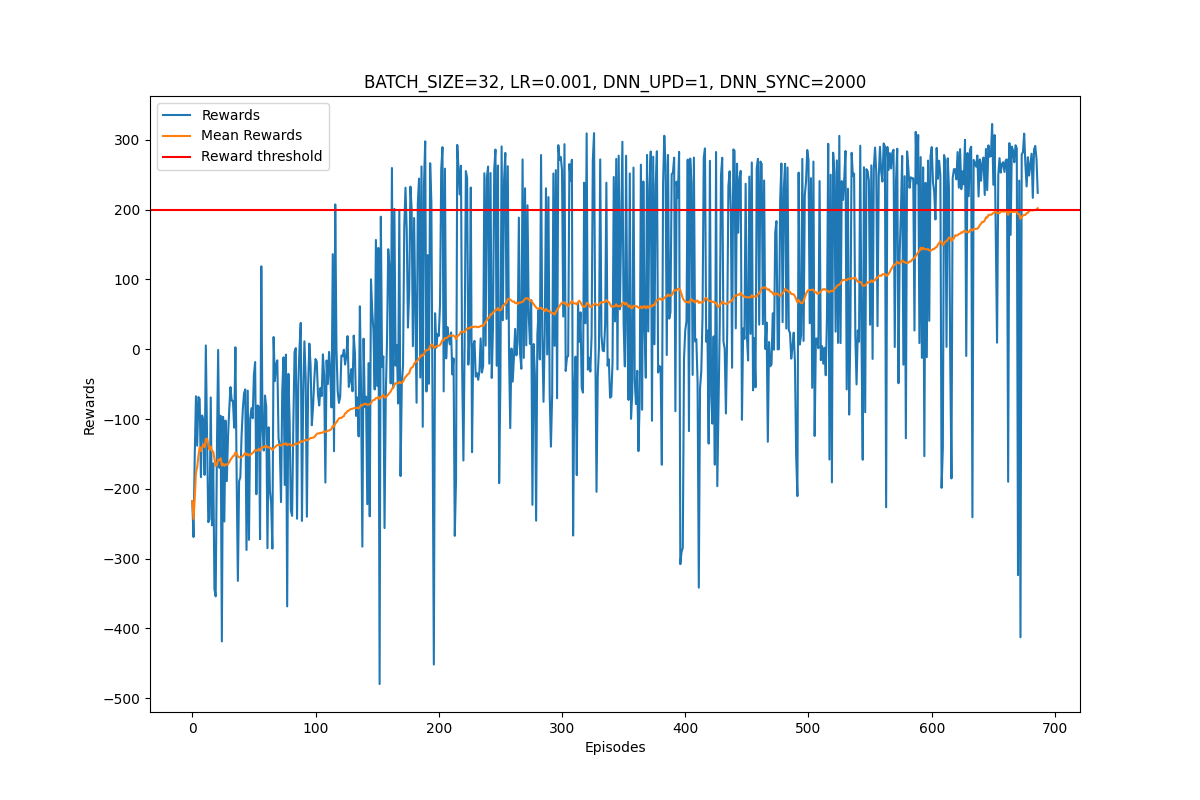 BATCH_SIZE=32, LR=0.001, DNN_UPD=1, DNN_SYNC=2000
Rewards
Mean Rewards
Reward threshold
300
200
100
0
−100
−200
−300
−400
−500
Rewards
0 100 200 300 400 500 600 700
Episodes